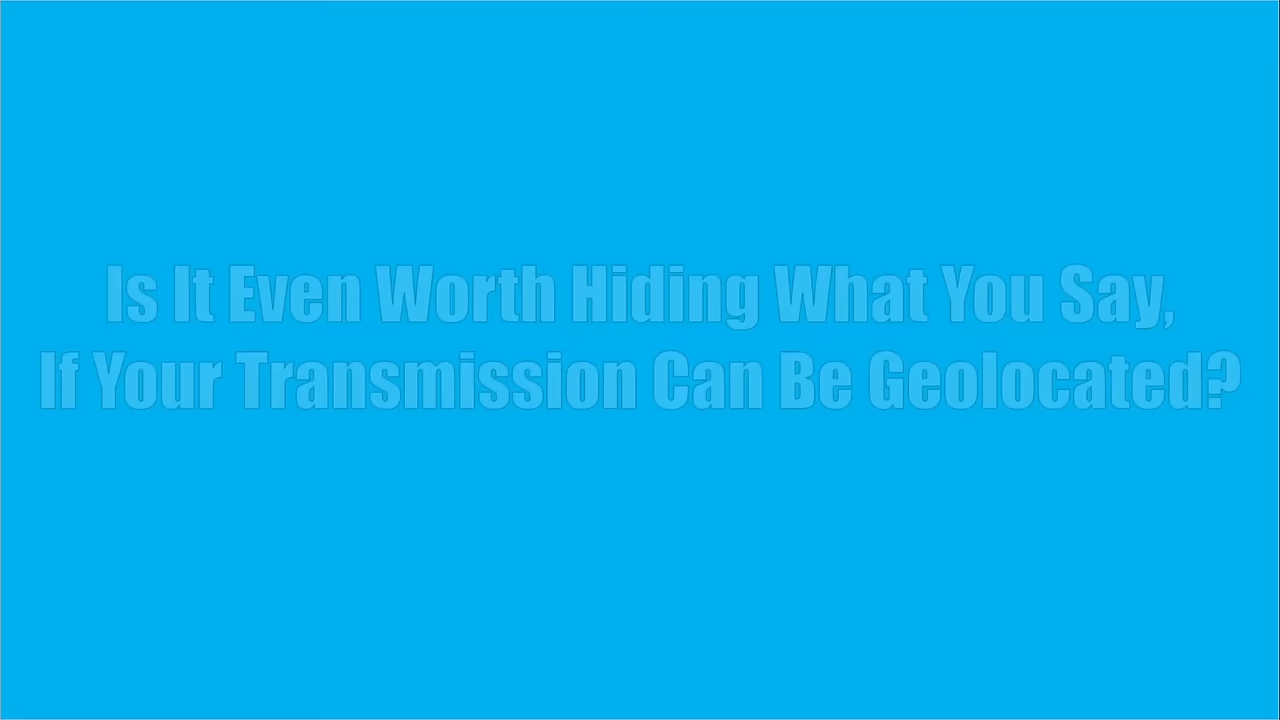 Is It Even Worth Hiding What You Say,
If Your Transmission Can Be Geolocated?